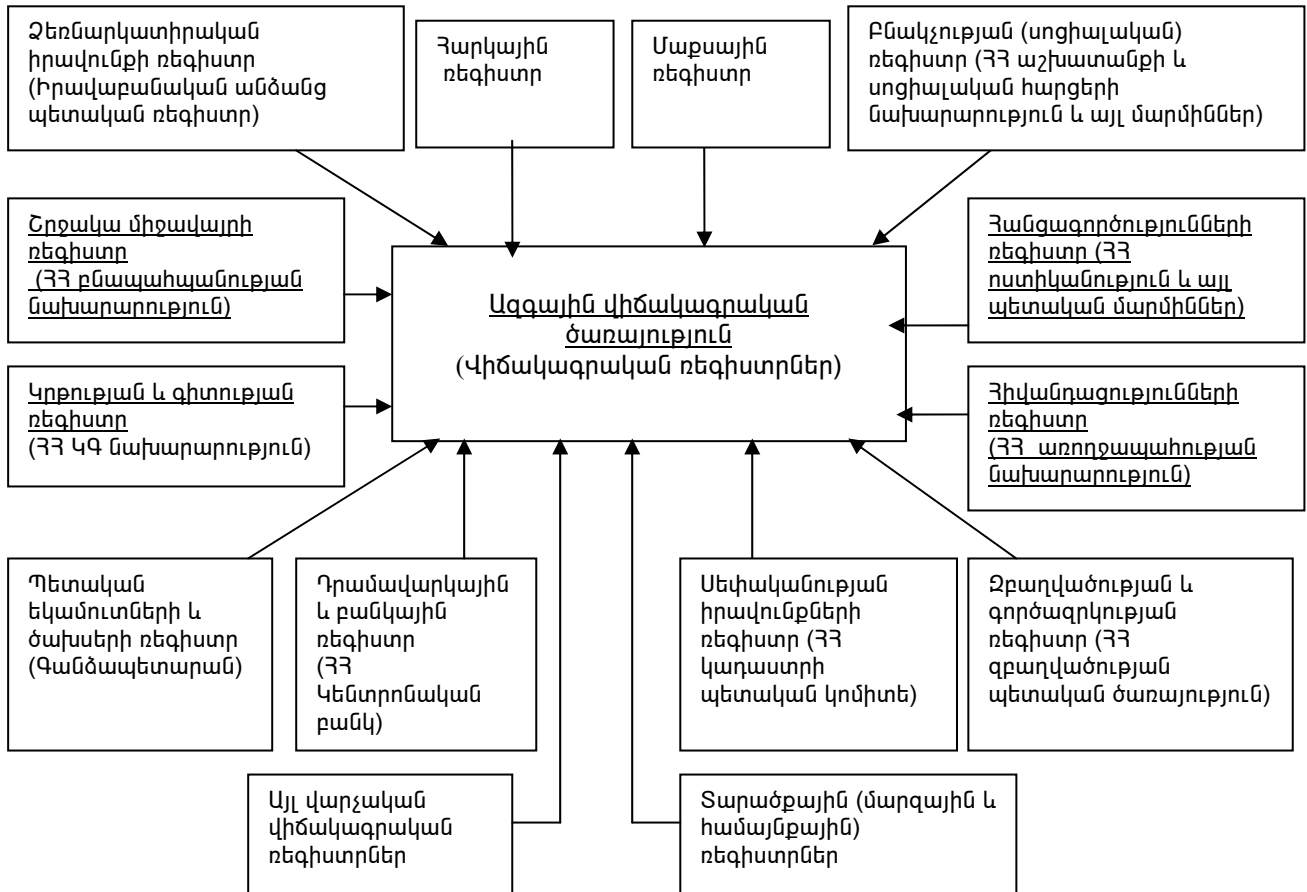 Ձեռնարկատիրական
իրավունքի ռեգիստր
(Իրավաբանական անձանց
պետական ռեգիստր)
Հարկային
ռեգիստր
Մաքսային
ռեգիստր
Բնակչության (սոցիալական)
ռեգիստր (ՀՀ աշխատանքի և
սոցիալական հարցերի
նախարարություն և այլ մարմիններ)
Շրջակա միջավայրի
ռեգիստր
(ՀՀ բնապահպանության
նախարարություն)
Ազգային վիճակագրական
ծառայություն
(Վիճակագրական ռեգիստրներ)
Հանցագործությունների
ռեգիստր (ՀՀ
ոստիկանություն և այլ
պետական մարմիններ)
Կրթության և գիտության
ռեգիստր
(ՀՀ ԿԳ նախարարություն)
Հիվանդացությունների
ռեգիստր
(ՀՀ առողջապահության
նախարարություն)
Պետական
եկամուտների և
ծախսերի ռեգիստր
(Գանձապետարան)
Դրամավարկային
և բանկային
ռեգիստր
(ՀՀ
Կենտրոնական
բանկ)
Սեփականության
իրավունքների
ռեգիստր (ՀՀ
կադաստրի
պետական կոմիտե)
Զբաղվածության և
գործազրկության
ռեգիստր (ՀՀ
զբաղվածության
պետական ծառայություն)
Այլ վարչական
վիճակագրական
ռեգիստրներ
Տարածքային (մարզային և
համայնքային)
ռեգիստրներ